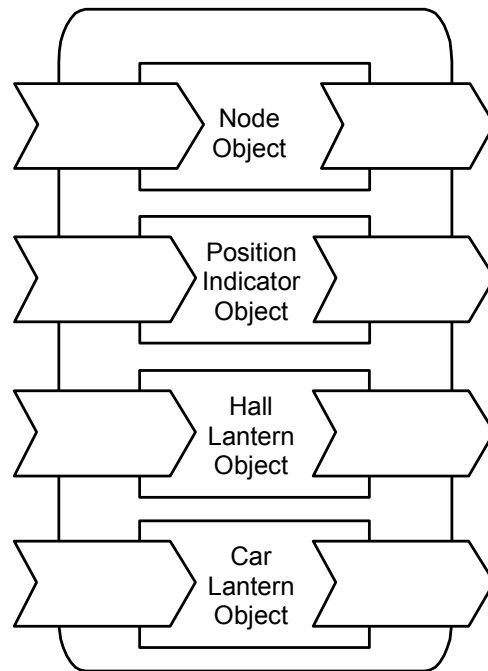 Node
Object
Position
Indicator
Object
Hall
Lantern
Object
Car
Lantern
Object